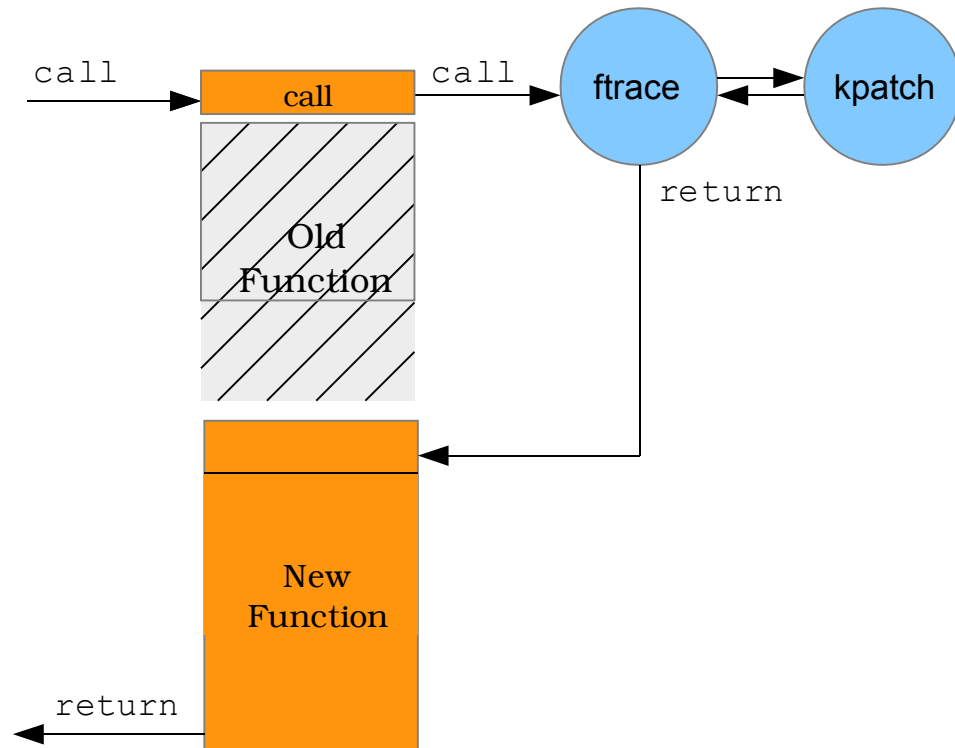 call
call
call
ftrace
kpatch
return
Old
Function
New
Function
return